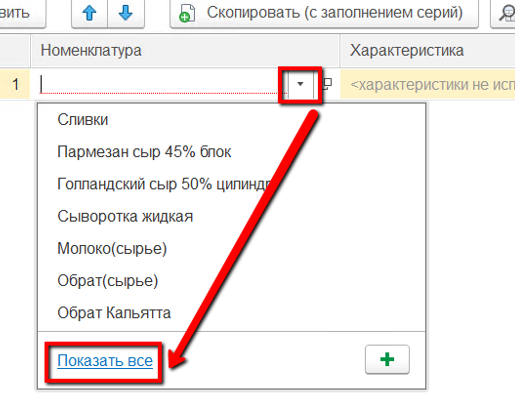 вить Скопировать (с заполнением серий)
Номенклатура Характеристика
1 <характеристики не исп
Сливки
Пармезан сыр 45% блок
Голландский сыр 50% ципиндр
Сыворотка жидкая
Молоко(сырье)
Обрат(сырье)
Обрат Кальятта
Показать все